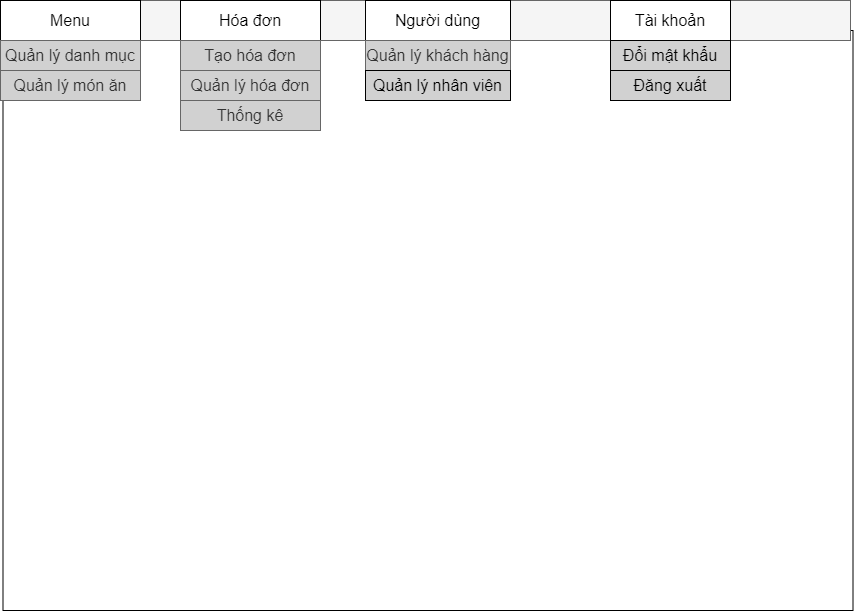 Menu
Hóa đơn
Người dùng
Tài khoản
Quản lý danh mục
Tạo hóa đơn
Quản lý khách hàng
Đổi mật khẩu
Quản lý món ăn
Quản lý hóa đơn
Quản lý nhân viên
Đăng xuất
Thống kê